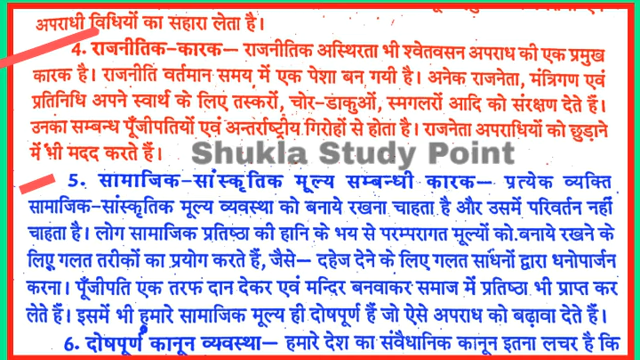 अपराधी विधियों का सहारा लेता है।
4. राजनीतिक-कारक— राजनीतिक अस्थिरता भी श्वेतवसन अपराध की एक प्रमुख
कारक है। राजनीति वर्तमान समय में एक पेशा बन गयी है। अनेक राजनेता, मंत्रिगण एवं
प्रतिनिधि अपने स्वार्थ के लिए तस्करों, चोर-डाकुओं, स्मगलरों आदि को संरक्षण देते हैं।
उनका सम्बन्ध पूँजीपतियों एवं अन्तर्राष्ट्रीय गिरोहों से होता है। राजनेता अपराधियों को छुड़ाने
में भी मदद करते हैं।
Shukla Study Point
5. सामाजिक-सांस्कृतिक मूल्य सम्बन्धी कारक— प्रत्येक व्यक्ति
सामाजिक-सांस्कृतिक मूल्य व्यवस्था को बनाये रखना चाहता है और उसमें परिवर्तन नहीं
चाहता है। लोग सामाजिक प्रतिष्ठा की हानि के भय से परम्परागत मूल्यों को बनाये रखने के
लिए गलत तरीकों का प्रयोग करते हैं, जैसे— दहेज देने के लिए गलत साधनों द्वारा धनोपार्जन
करना। पूँजीपति एक तरफ दान देकर एवं मन्दिर बनवाकर समाज में प्रतिष्ठा भी प्राप्त कर
लेते हैं। इसमें भी हमारे सामाजिक मूल्य ही दोषपूर्ण हैं जो ऐसे अपराध को बढ़ावा देते हैं।
6. दोषपूर्ण कानून व्यवस्था— हमारे देश का संवैधानिक कानून इतना लचर है कि